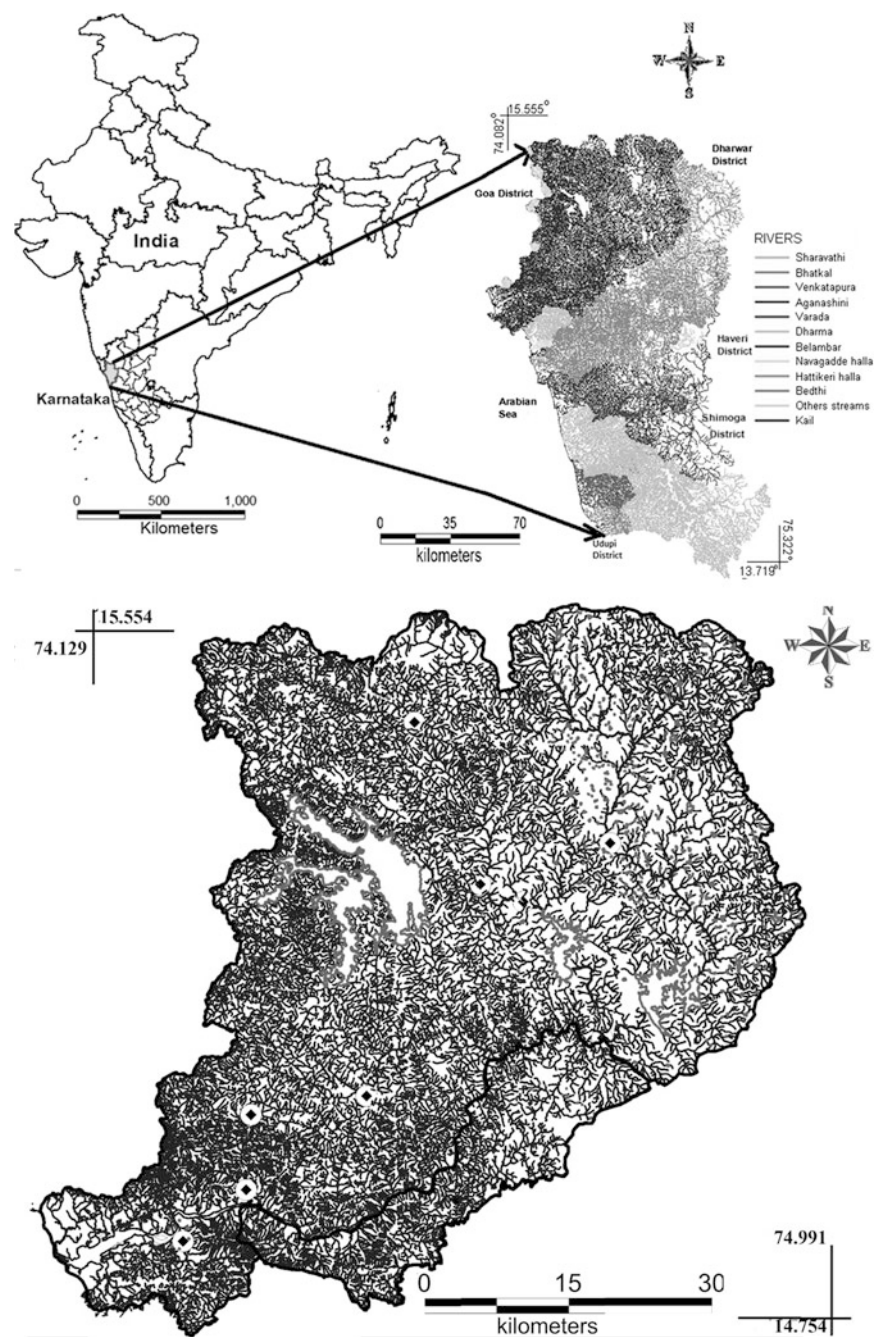 N
W E
S
15.555°
74.082°
Dharwar
District
Goa District
India
RIVERS
Sharavathi
Bhatkal
Venkatapura
Aganashini
Varada
Dharma
Belambar
Navagadde halla
Hattikeri halla
Bedthi
Others streams
Kail
Haveri
District
Karnataka
Arabian
Sea
Shimoga
District
0 500 1,000
Kilometers
0 35 70
kilometers
Udupi
District
75.322°
13.719°
15.554
74.129
N
W E
S
74.991
0 15 30
kilometers
14.754